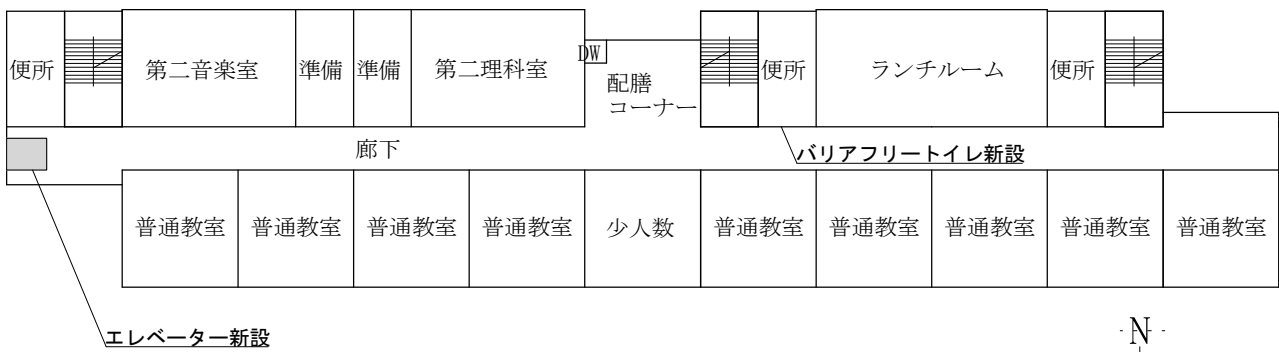 便所
第二音楽室
準備
準備
第二理科室
DW
配膳
コーナー
便所
ランチルーム
便所
廊下
バリアフリートイレ新設
普通教室
普通教室
普通教室
普通教室
少人数
普通教室
普通教室
普通教室
普通教室
普通教室
エレベーター新設
N